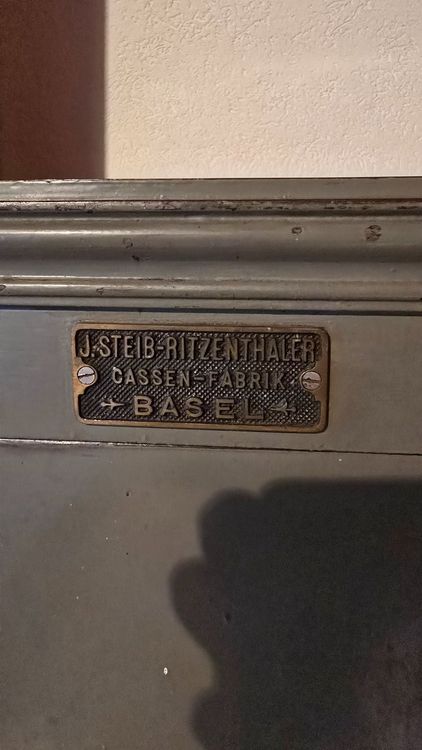 J. STEIB-RITZENTHALER
CASSEN-FABRIK
BASEL